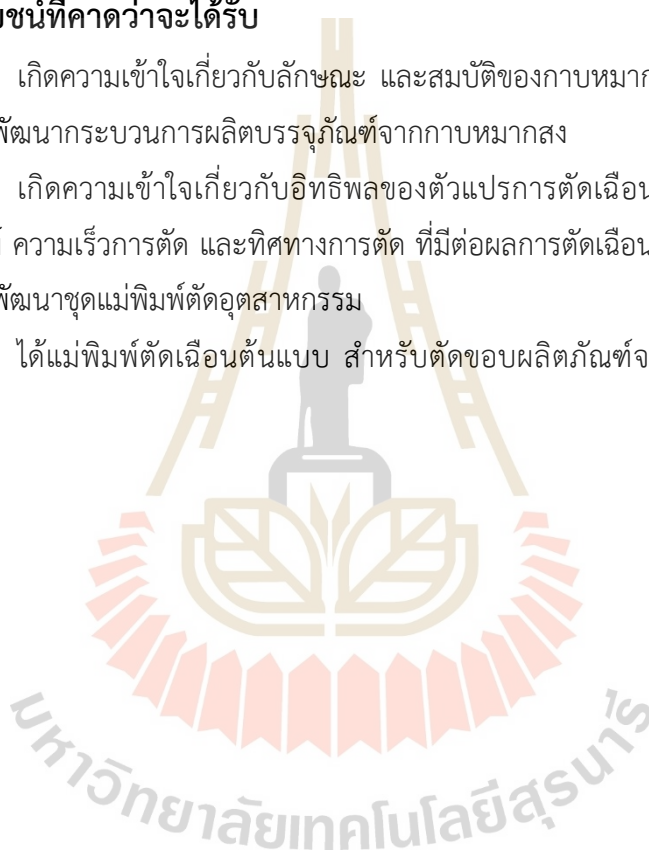 ยชน์ที่คาดว่าจะได้รับ
เกิดความเข้าใจเกี่ยวกับลักษณะ และสมบัติของกาบหมาก
พัฒนากระบวนการผลิตบรรจุภัณฑ์จากกาบหมากสง
เกิดความเข้าใจเกี่ยวกับอิทธิพลของตัวแปรการตัดเฉือน
ความเร็วการตัด และทิศทางการตัด ที่มีต่อผลการตัดเฉือน
พัฒนาชุดแม่พิมพ์ตัดอุตสาหกรรม
ได้แม่พิมพ์ตัดเฉือนต้นแบบ สำหรับตัดขอบผลิตภัณฑ์จ
มหาวิทยาลัยเทคโนโลยีสุรนารี